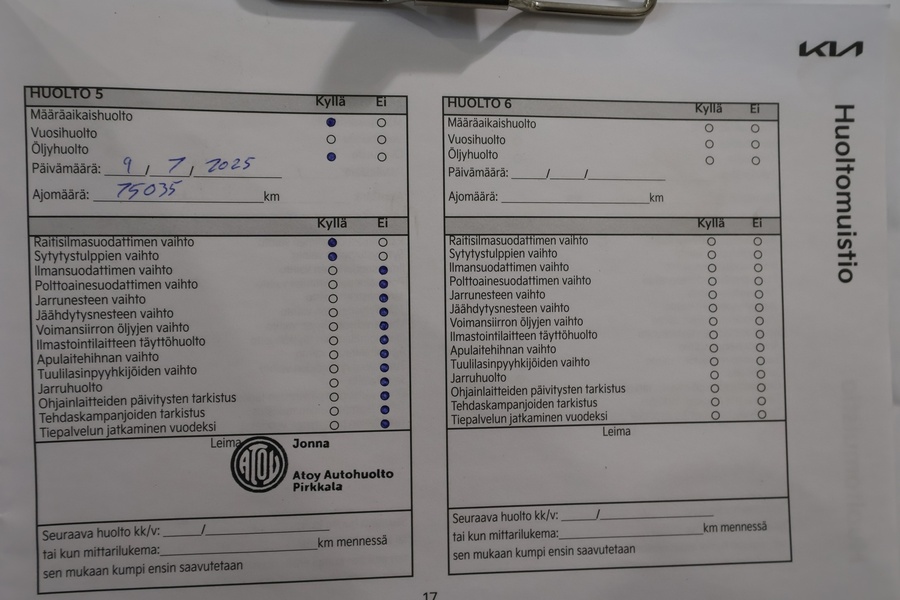 KIA
Huoltomuistio
HUOLTO 5 Kyllä Ei
Määräaikaishuolto
Vuosihuolto
Öljyhuolto
Päivämäärä: 9 / 7 / 2025
Ajomäärä: 75035 km
Kyllä Ei
Raitisilmasuodattimen vaihto
Sytytystulppien vaihto
Ilmansuodattimen vaihto
Polttoainesuodattimen vaihto
Jarrunesteen vaihto
Jäähdytysnesteen vaihto
Voimansiirron öljyjen vaihto
Ilmastointilaitteen täyttöhuolto
Apulaitehihnan vaihto
Tuulilasinpyyhkijöiden vaihto
Jarruhuolto
Ohjainlaitteiden päivitysten tarkistus
Tehdaskampanjoiden tarkistus
Tiepalvelun jatkaminen vuodeksi
Leima
ATOY
Jonna
Atoy Autohuolto
Pirkkala
Seuraava huolto kk/v: /
tai kun mittarilukema: km mennessä
sen mukaan kumpi ensin saavutetaan
HUOLTO 6 Kyllä Ei
Määräaikaishuolto
Vuosihuolto
Öljyhuolto
Päivämäärä: / /
Ajomäärä: km
Kyllä Ei
Raitisilmasuodattimen vaihto
Sytytystulppien vaihto
Ilmansuodattimen vaihto
Polttoainesuodattimen vaihto
Jarrunesteen vaihto
Jäähdytysnesteen vaihto
Voimansiirron öljyjen vaihto
Ilmastointilaitteen täyttöhuolto
Apulaitehihnan vaihto
Tuulilasinpyyhkijöiden vaihto
Jarruhuolto
Ohjainlaitteiden päivitysten tarkistus
Tehdaskampanjoiden tarkistus
Tiepalvelun jatkaminen vuodeksi
Leima
Seuraava huolto kk/v: /
tai kun mittarilukema: km mennessä
sen mukaan kumpi ensin saavutetaan
17